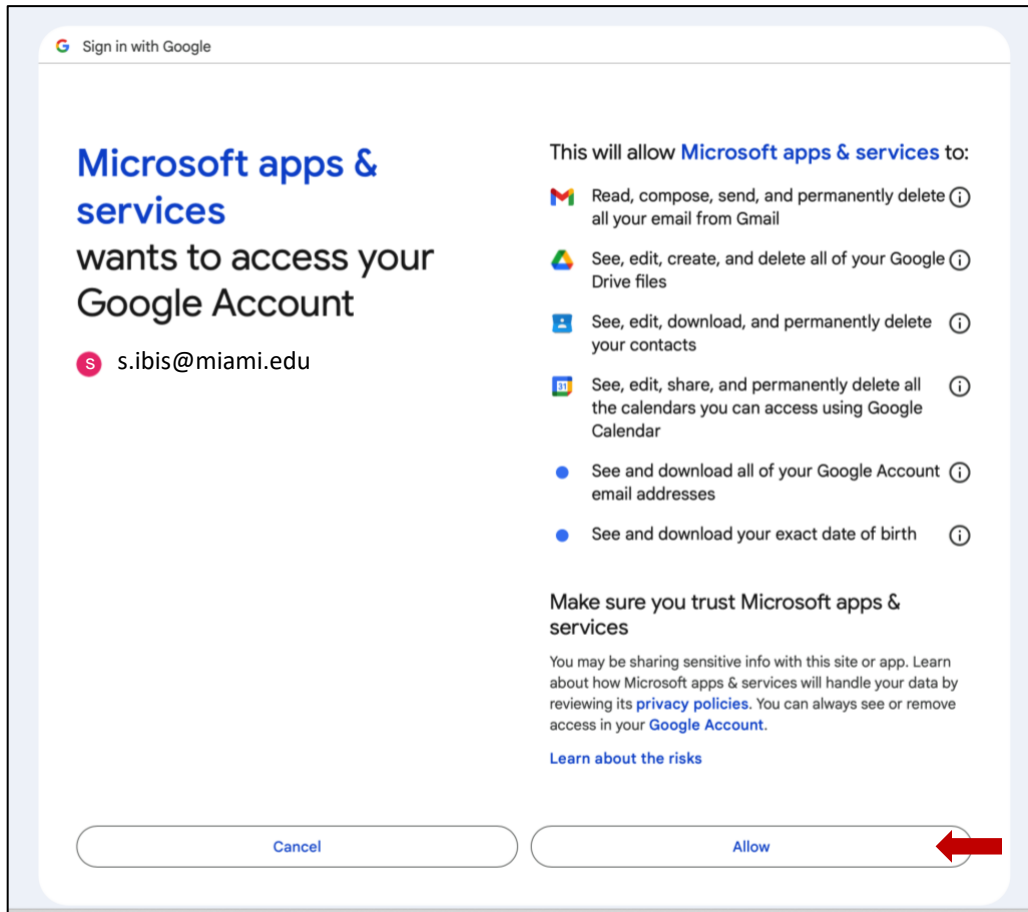 Sign in with Google
Microsoft apps &
services
wants to access your
Google Account
S s.ibis@miami.edu
This will allow Microsoft apps & services to:
Read, compose, send, and permanently delete
all your email from Gmail
See, edit, create, and delete all of your Google
Drive files
See, edit, download, and permanently delete
your contacts
31 See, edit, share, and permanently delete all
the calendars you can access using Google
Calendar
See and download all of your Google Account
email addresses
See and download your exact date of birth
Make sure you trust Microsoft apps &
services
You may be sharing sensitive info with this site or app. Learn
about how Microsoft apps & services will handle your data by
reviewing its privacy policies. You can always see or remove
access in your Google Account.
Learn about the risks
Cancel
Allow